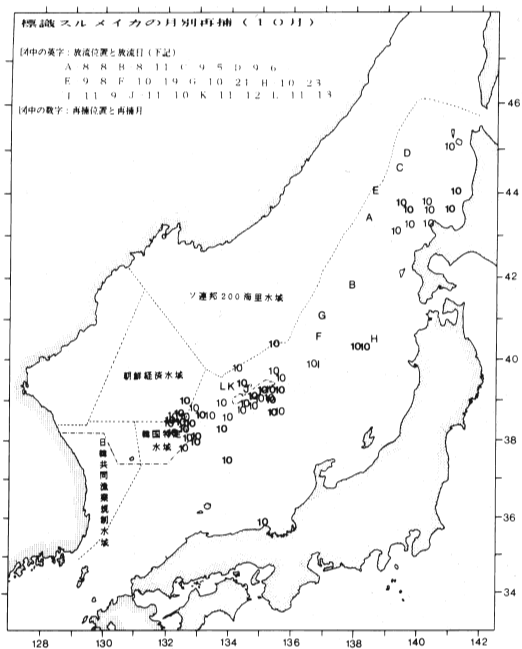 標識スルメイカの月別再捕（１０月）
図中の英字：放流位置と放流日（下記）
A 8 8 B 8 11 C 9 5 D 9 6
E 9 8 F 10 19 G 10 21 H 10 23
I 11 9 J 11 10 K 11 12 L 11 13
図中の数字：再捕位置と再捕月
46
44
42
40
38
36
34
D
C
E
A
B
G
F
H
I
L K
J
10
ソ連邦200海里水域
朝鮮経済水域
韓国特定
水域
日韓共同漁業規制水域
128 130 132 134 136 138 140 142